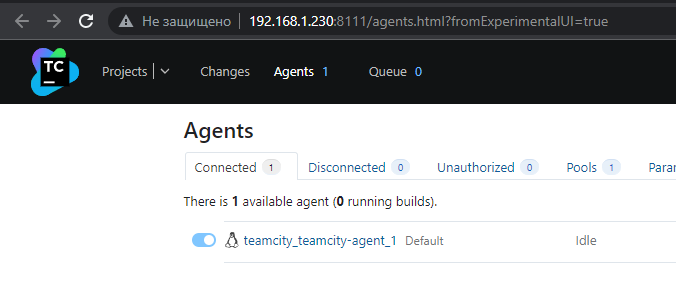 Не защищено 192.168.1.230:8111/agents.html?fromExperimentalUI=true
TC Projects Changes Agents 1 Queue 0
Agents
Connected 1 Disconnected 0 Unauthorized 0 Pools 1 Parar
There is 1 available agent (0 running builds).
teamcity_teamcity-agent_1 Default Idle